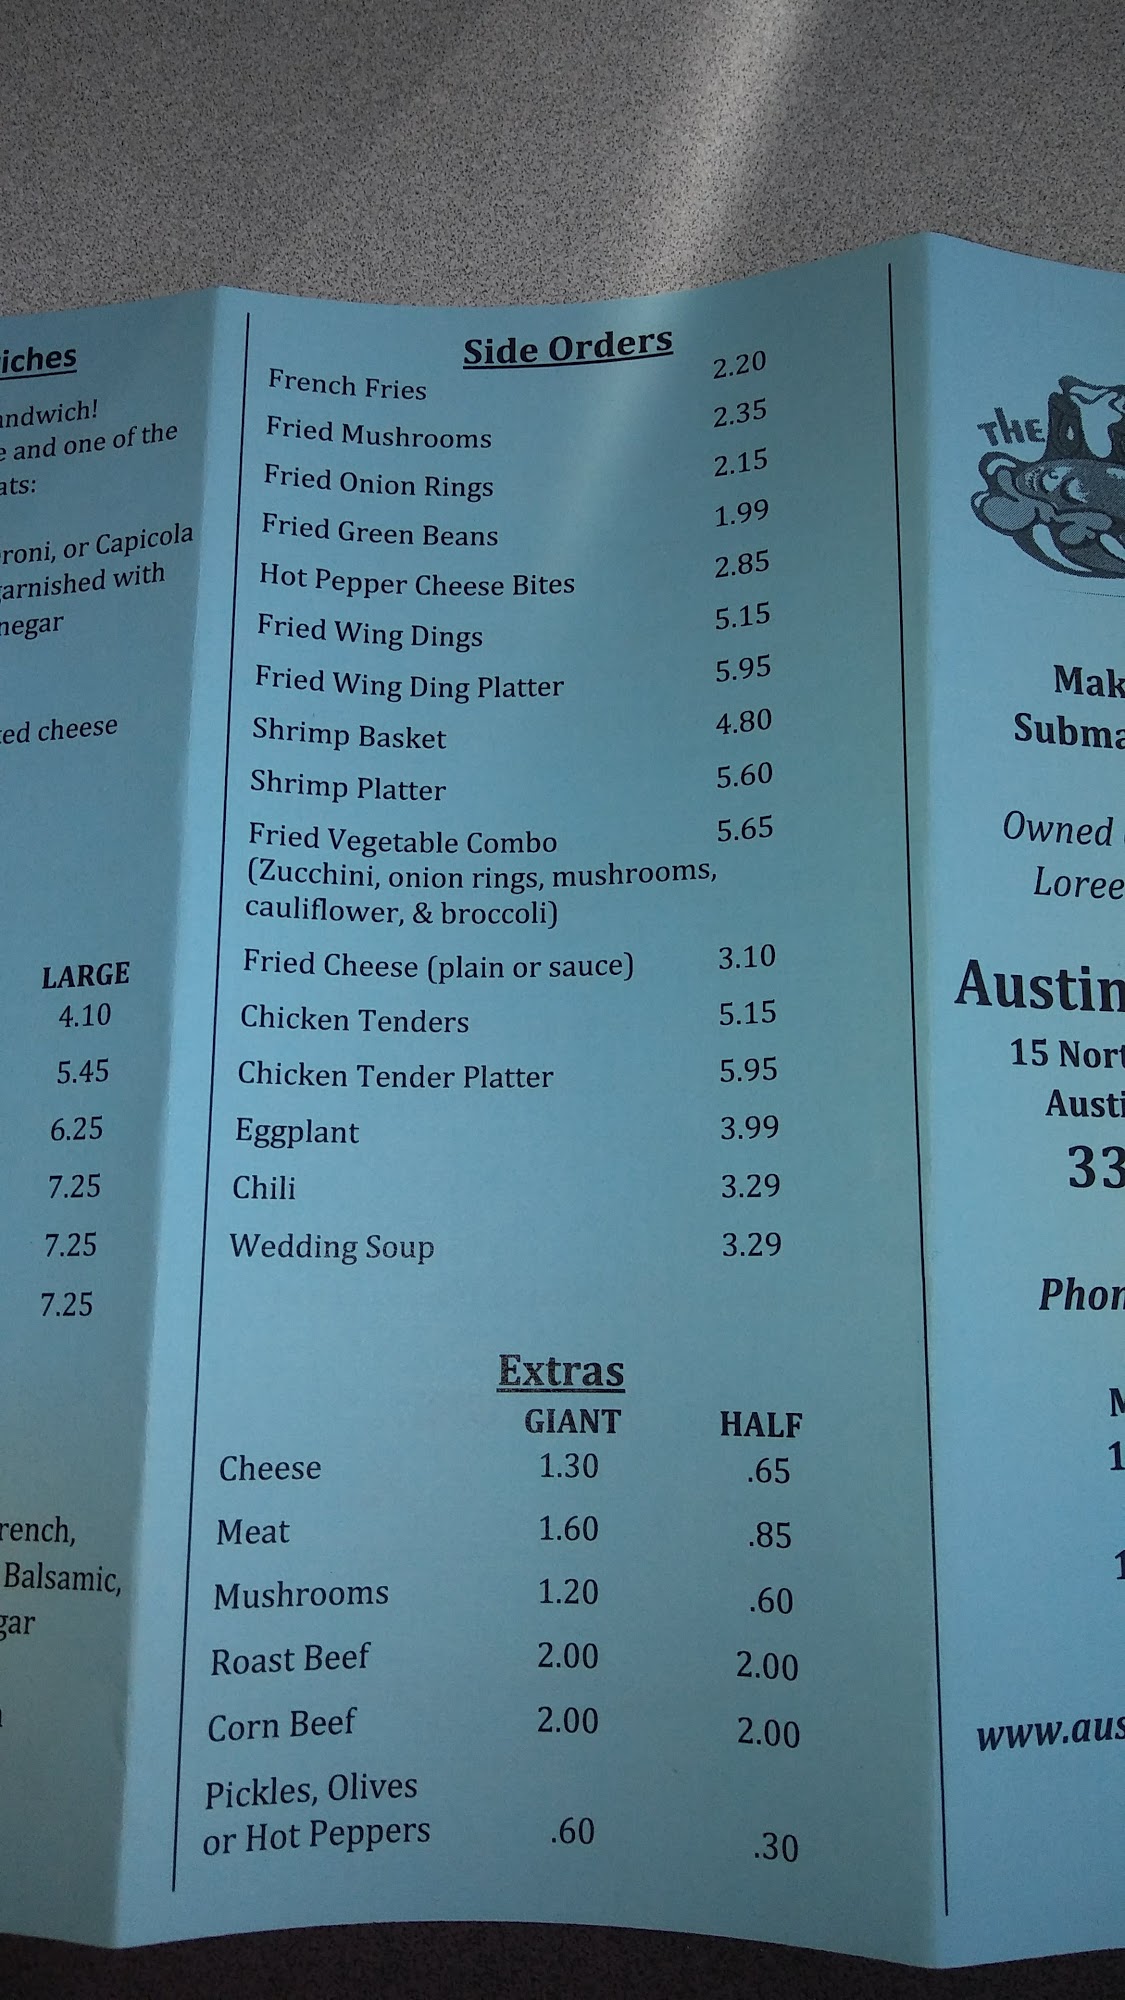 iches
andwich!
e and one of the
ats:
roni, or Capicola
garnished with
negar
ed cheese
LARGE
4.10
5.45
6.25
7.25
7.25
7.25
rench,
Balsamic,
gar
Side Orders
French Fries 2.20
Fried Mushrooms 2.35
Fried Onion Rings 2.15
Fried Green Beans 1.99
Hot Pepper Cheese Bites 2.85
Fried Wing Dings 5.15
Fried Wing Ding Platter 5.95
Shrimp Basket 4.80
Shrimp Platter 5.60
Fried Vegetable Combo 5.65
(Zucchini, onion rings, mushrooms,
cauliflower, & broccoli)
Fried Cheese (plain or sauce) 3.10
Chicken Tenders 5.15
Chicken Tender Platter 5.95
Eggplant 3.99
Chili 3.29
Wedding Soup 3.29
Extras
GIANT HALF
Cheese 1.30 .65
Meat 1.60 .85
Mushrooms 1.20 .60
Roast Beef 2.00 2.00
Corn Beef 2.00 2.00
Pickles, Olives
or Hot Peppers .60 .30
THE
Mak
Subma
Owned
Loree
Austin
15 Nort
Austi
33
Phon
M
1
1
www.aus